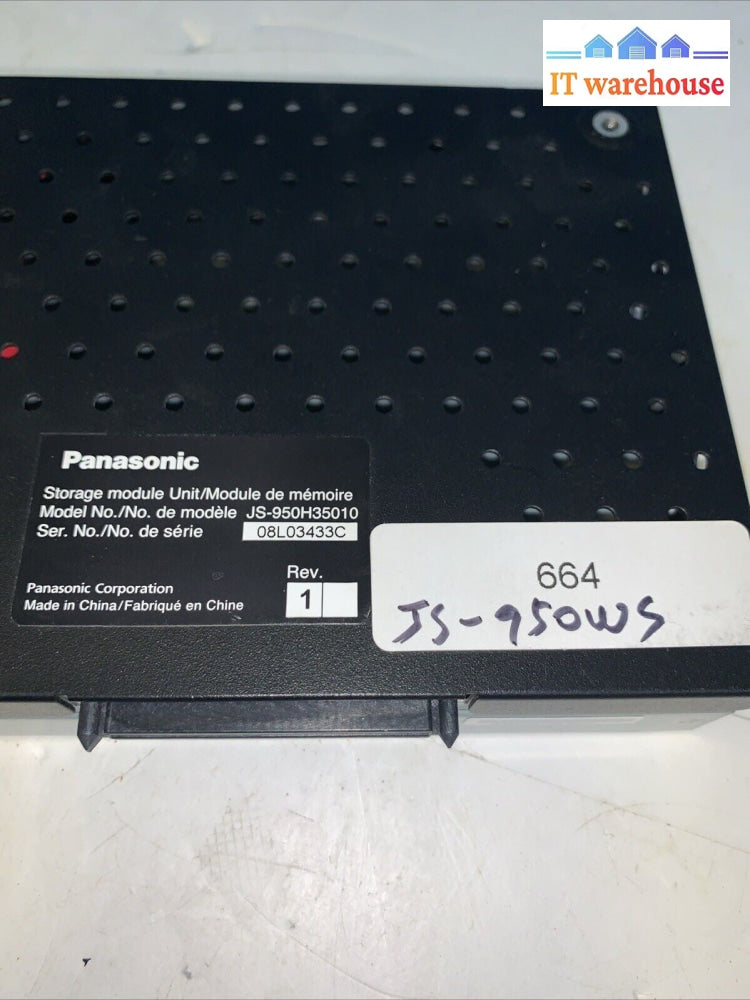 IT warehouse
Panasonic
Storage module Unit/Module de mémoire
Model No./No. de modèle JS-950H35010
Ser. No./No. de série 08L03433C
Rev.
1
Panasonic Corporation
Made in China/Fabriqué en Chine
664
JS-950WS